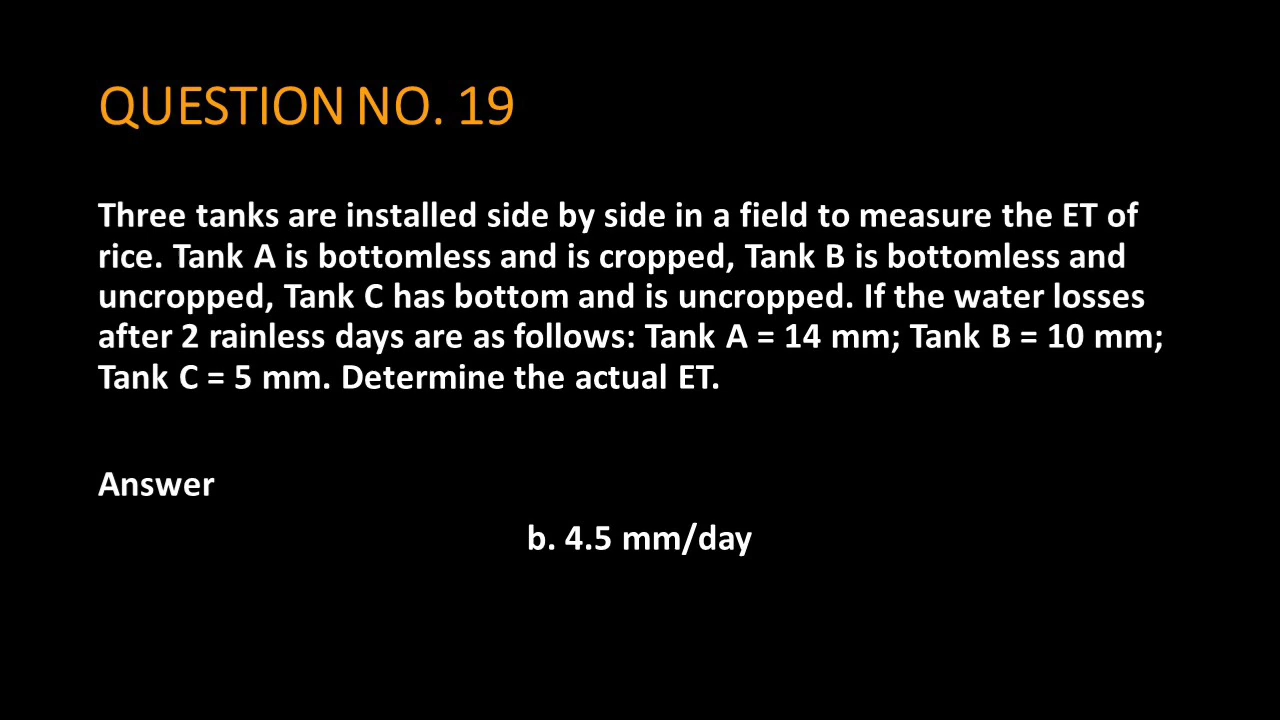 QUESTION NO. 19
Three tanks are installed side by side in a field to measure the ET of
rice. Tank A is bottomless and is cropped, Tank B is bottomless and
uncropped, Tank C has bottom and is uncropped. If the water losses
after 2 rainless days are as follows: Tank A = 14 mm; Tank B = 10 mm;
Tank C = 5 mm. Determine the actual ET.
Answer
b. 4.5 mm/day